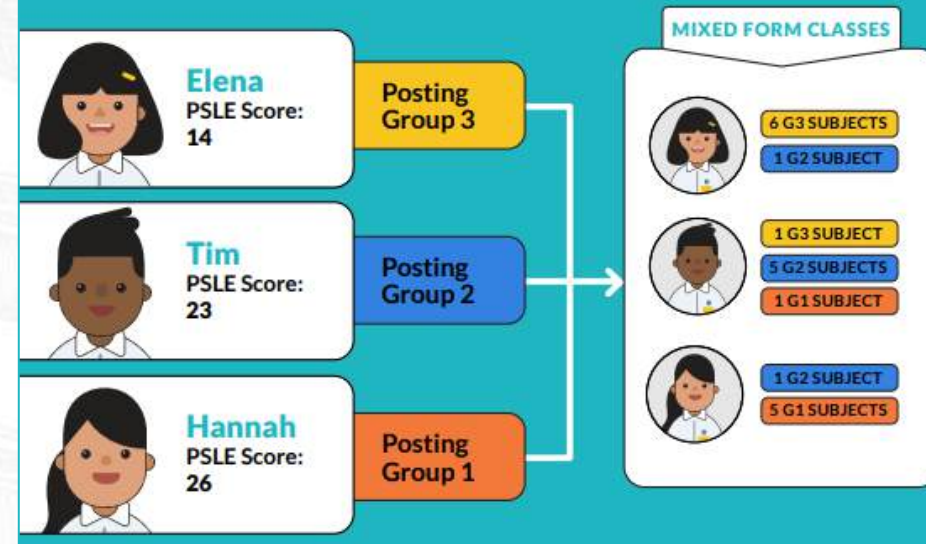 Elena
PSLE Score:
14
Posting
Group 3
Tim
PSLE Score:
23
Posting
Group 2
Hannah
PSLE Score:
26
Posting
Group 1
MIXED FORM CLASSES
6 G3 SUBJECTS
1 G2 SUBJECT
1 G3 SUBJECT
5 G2 SUBJECTS
1 G1 SUBJECT
1 G2 SUBJECT
5 G1 SUBJECTS